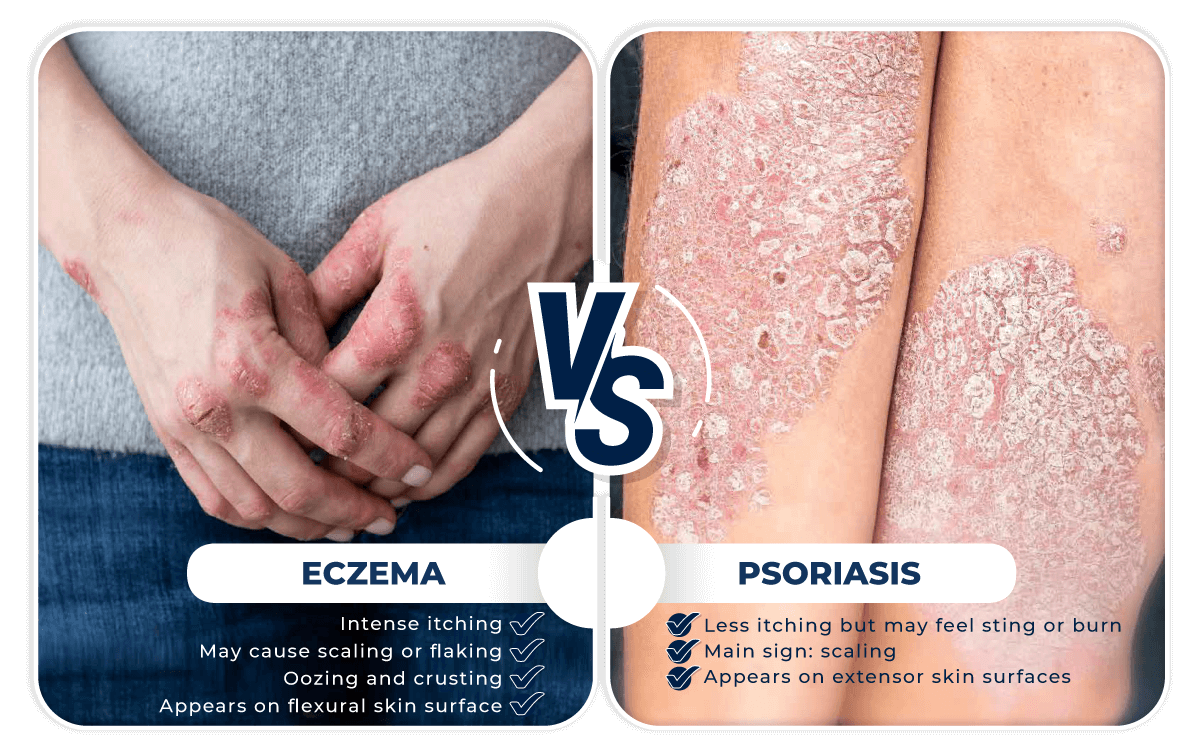 VS
ECZEMA
Intense itching
May cause scaling or flaking
Oozing and crusting
Appears on flexural skin surface
PSORIASIS
Less itching but may feel sting or burn
Main sign: scaling
Appears on extensor skin surfaces